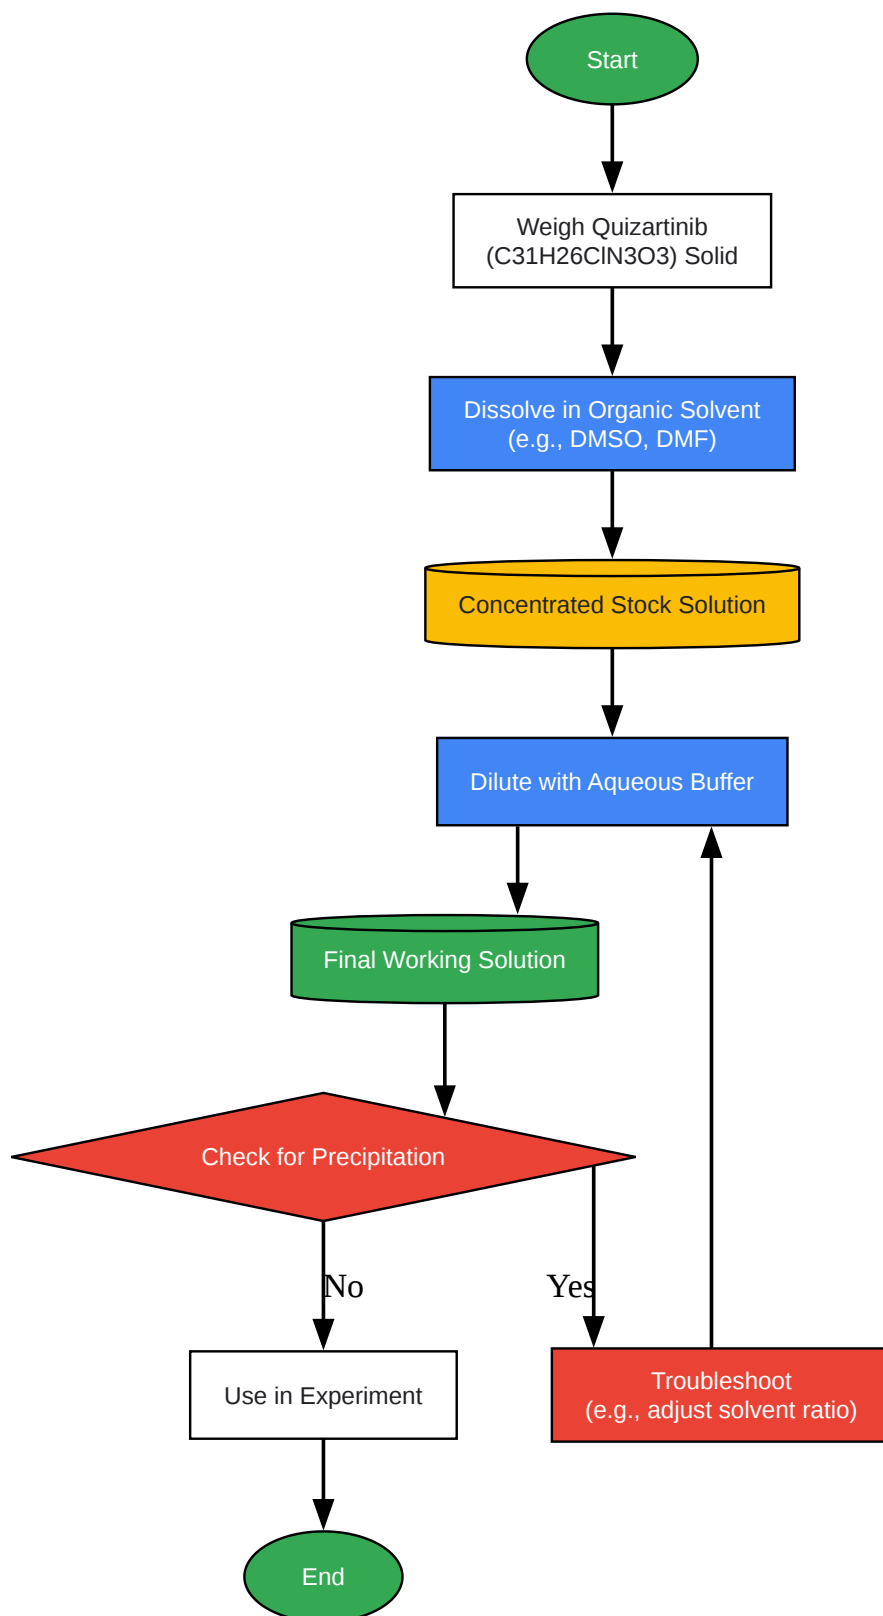 Start
Weigh Quizartinib
(C31H26ClN3O3) Solid
Dissolve in Organic Solvent
(e.g., DMSO, DMF)
Concentrated Stock Solution
Dilute with Aqueous Buffer
Final Working Solution
Check for Precipitation
No
Yes
Use in Experiment
Troubleshoot
(e.g., adjust solvent ratio)
End